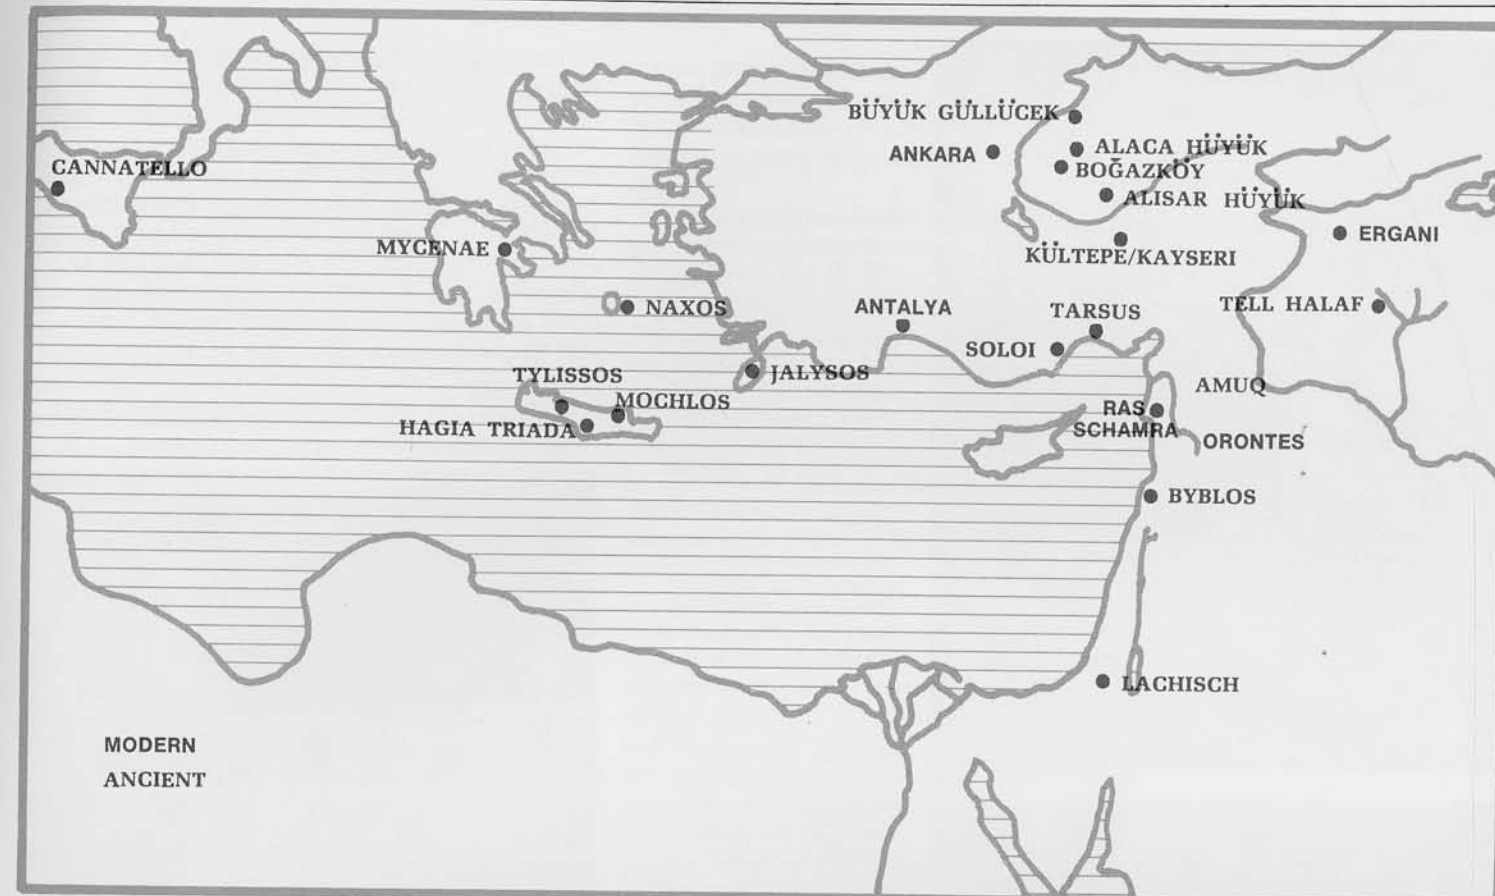 BÜYÜK GÜLLÜCEK
ANKARA
ALACA HÜYÜK
BOĞAZKÖY
CANNATELLO
ALISAR HÜYÜK
ERGANI
MYCENAE
KÜLTEPE/KAYSERI
NAXOS
ANTALYA
TARSUS
TELL HALAF
SOLOI
JALYSOS
TYLISSOS
AMUQ
MOCHLOS
RAS
SCHAMRA
HAGIA TRIADA
ORONTES
BYBLOS
LACHISCH
MODERN
ANCIENT